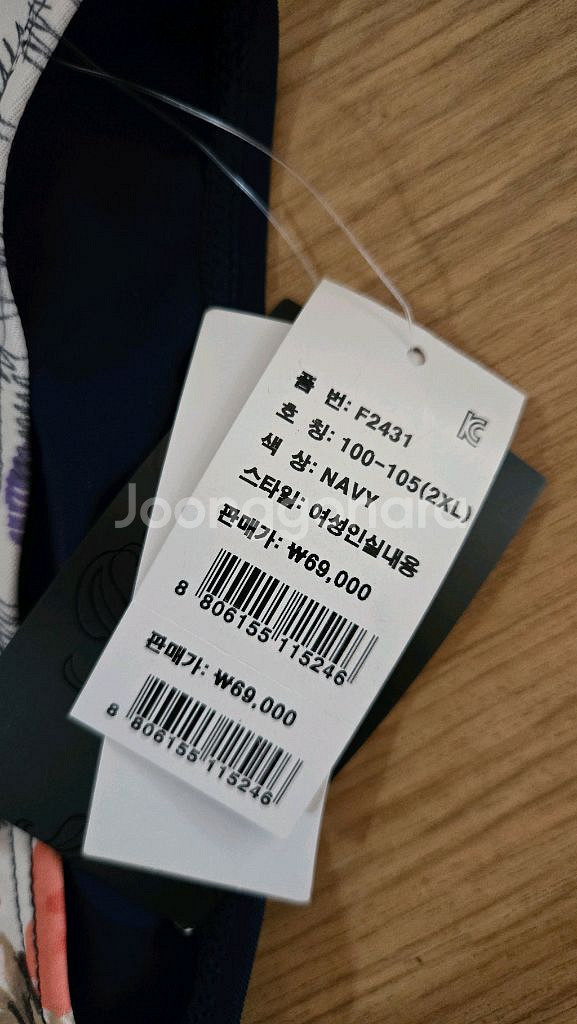 품 번: F2431
호 칭: 100-105(2XL)
색 상: NAVY
스타일: 여성인실내용
판매가: ₩69,000
8 806155 115246
판매가: ₩69,000
8 806155 115246
Joonggonara